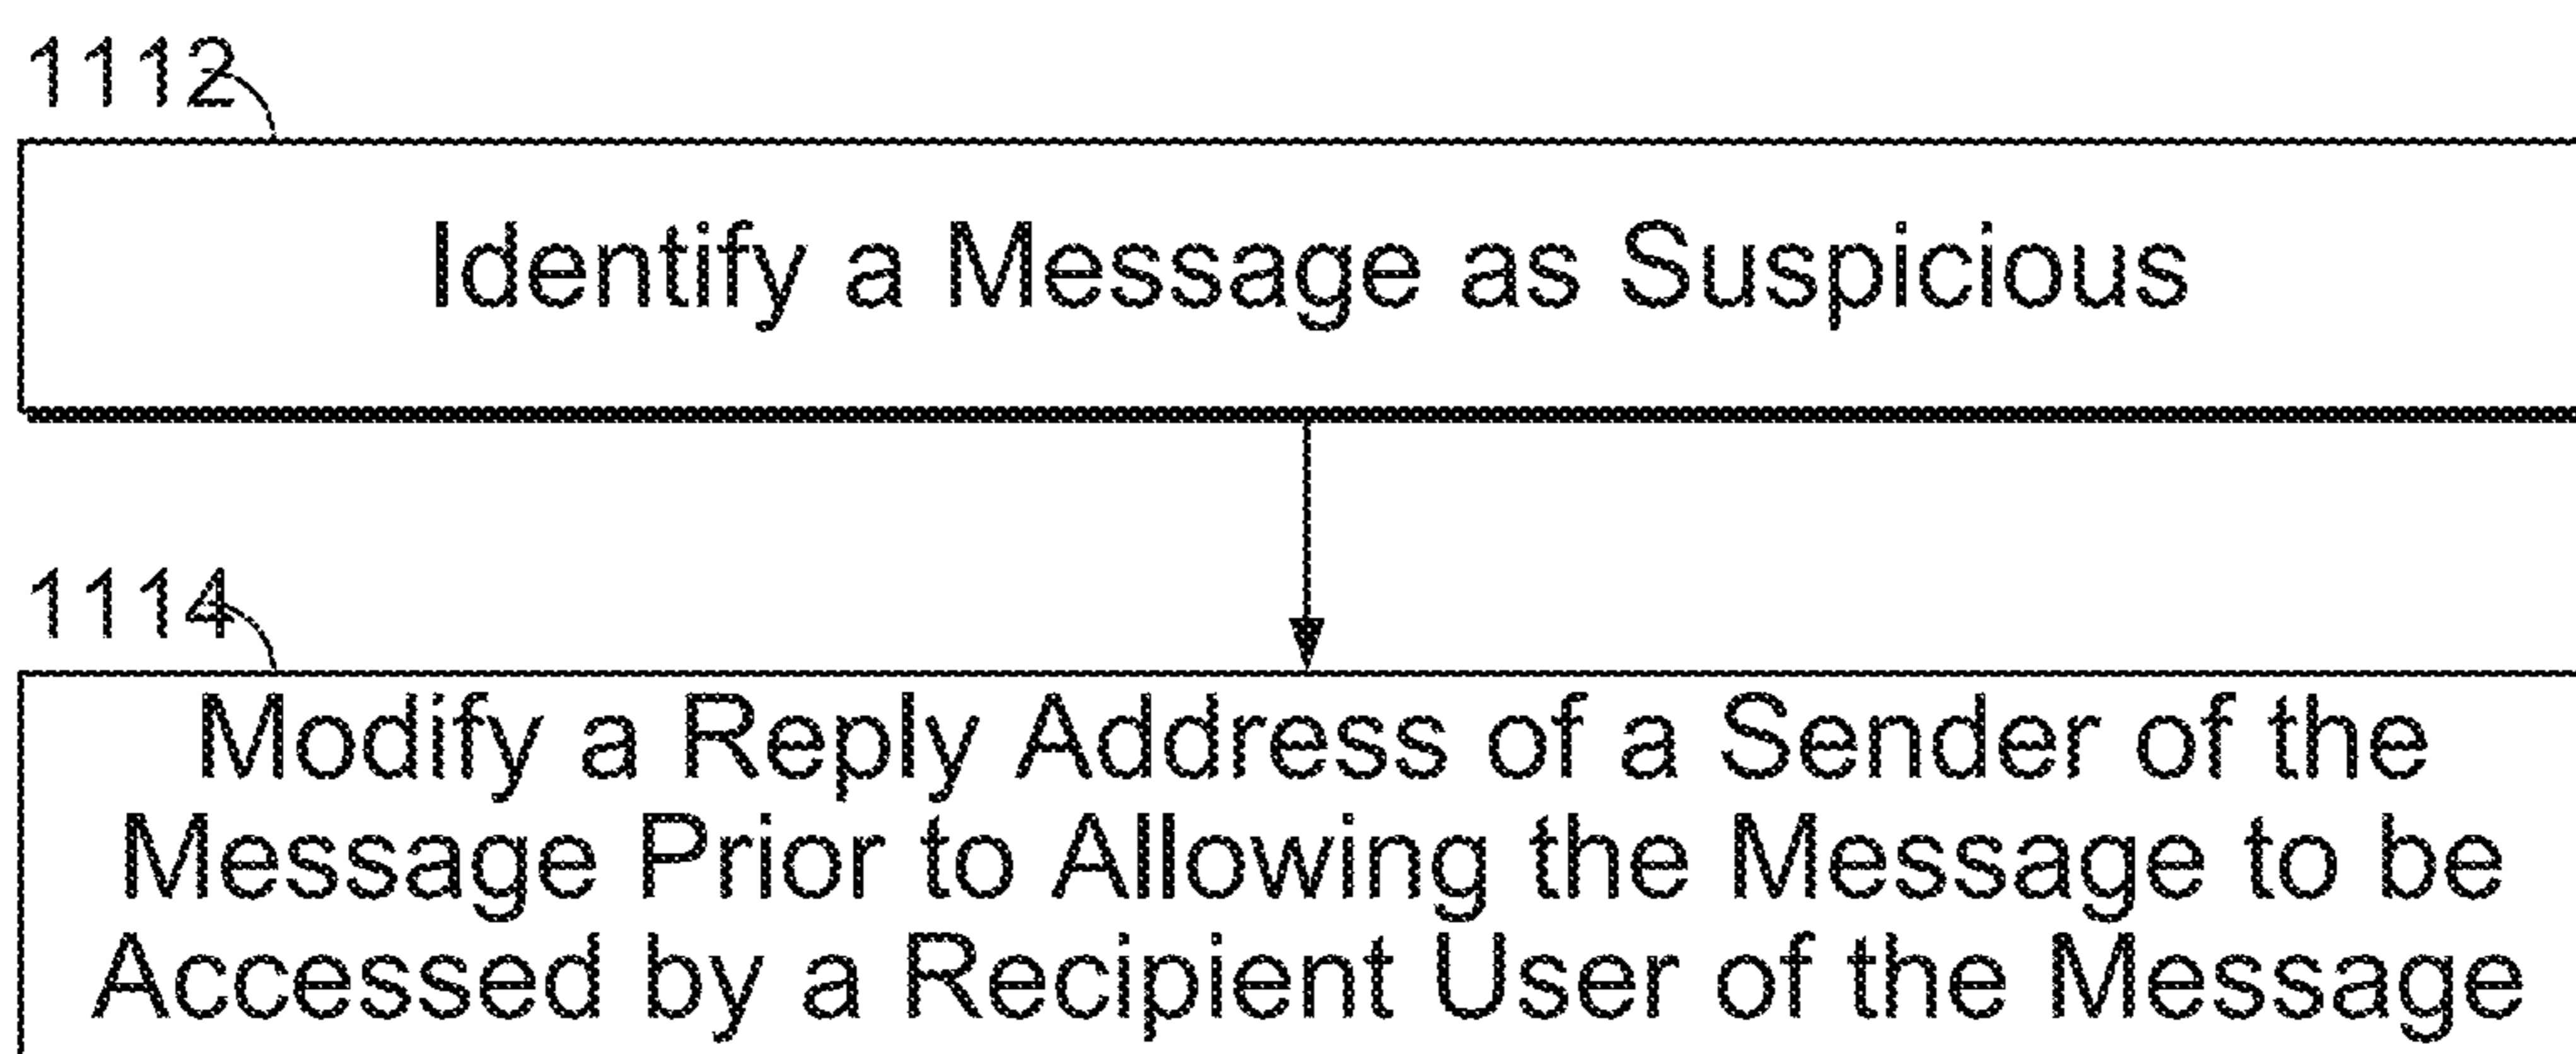 1112
Identify a Message as Suspicious
1114
Modify a Reply Address of a Sender of the
Message Prior to Allowing the Message to be
Accessed by a Recipient User of the Message